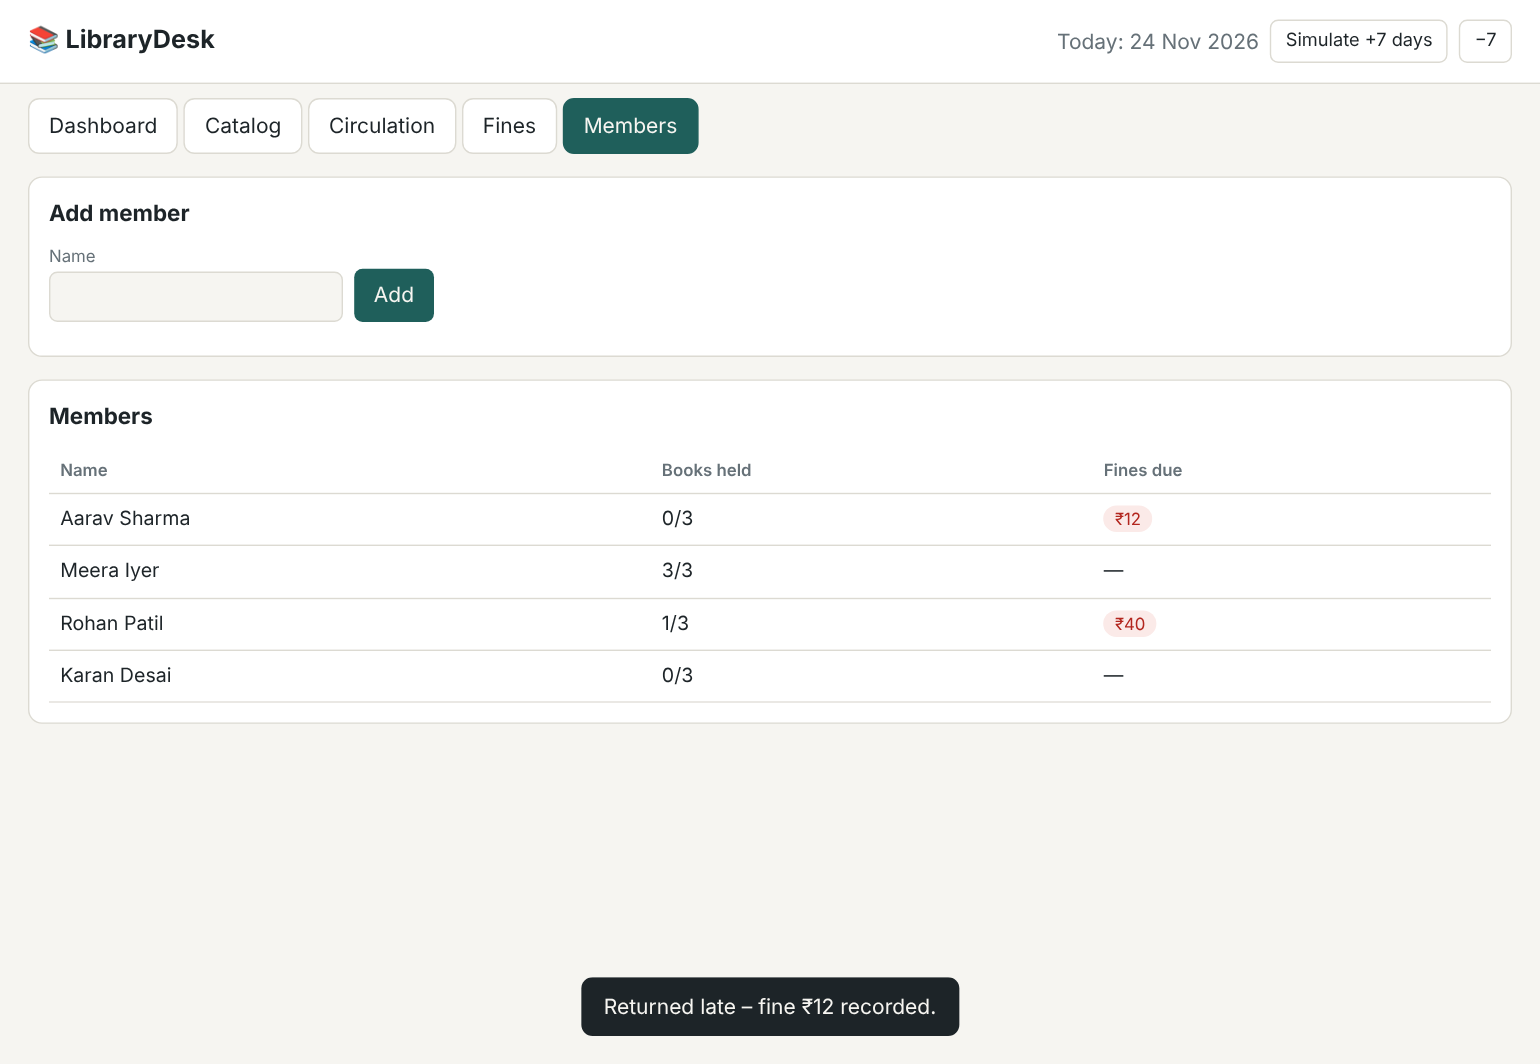 📚 LibraryDesk
Today: 24 Nov 2026 Simulate +7 days −7
Dashboard Catalog Circulation Fines Members
Add member
Name
Add
Members
Name Books held Fines due
Aarav Sharma 0/3 ₹12
Meera Iyer 3/3 —
Rohan Patil 1/3 ₹40
Karan Desai 0/3 —
Returned late – fine ₹12 recorded.